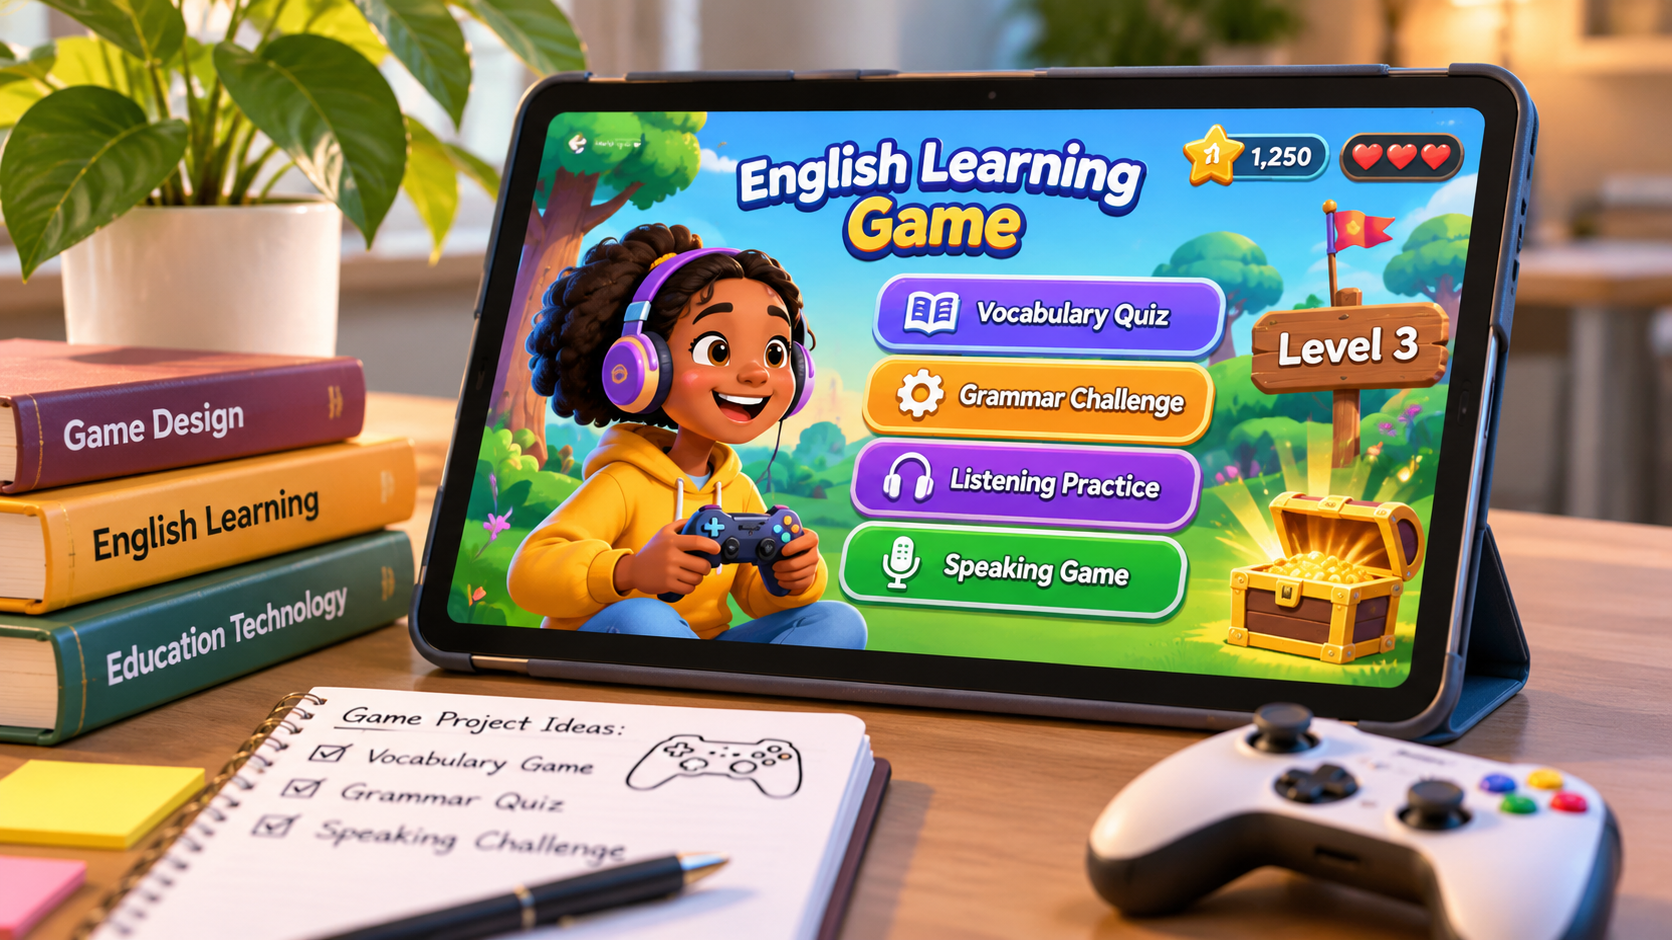 English Learning
Game
1,250
Vocabulary Quiz
Grammar Challenge
Listening Practice
Speaking Game
Level 3
Game Design
English Learning
Education Technology
Game Project Ideas:
Vocabulary Game
Grammar Quiz
Speaking Challenge